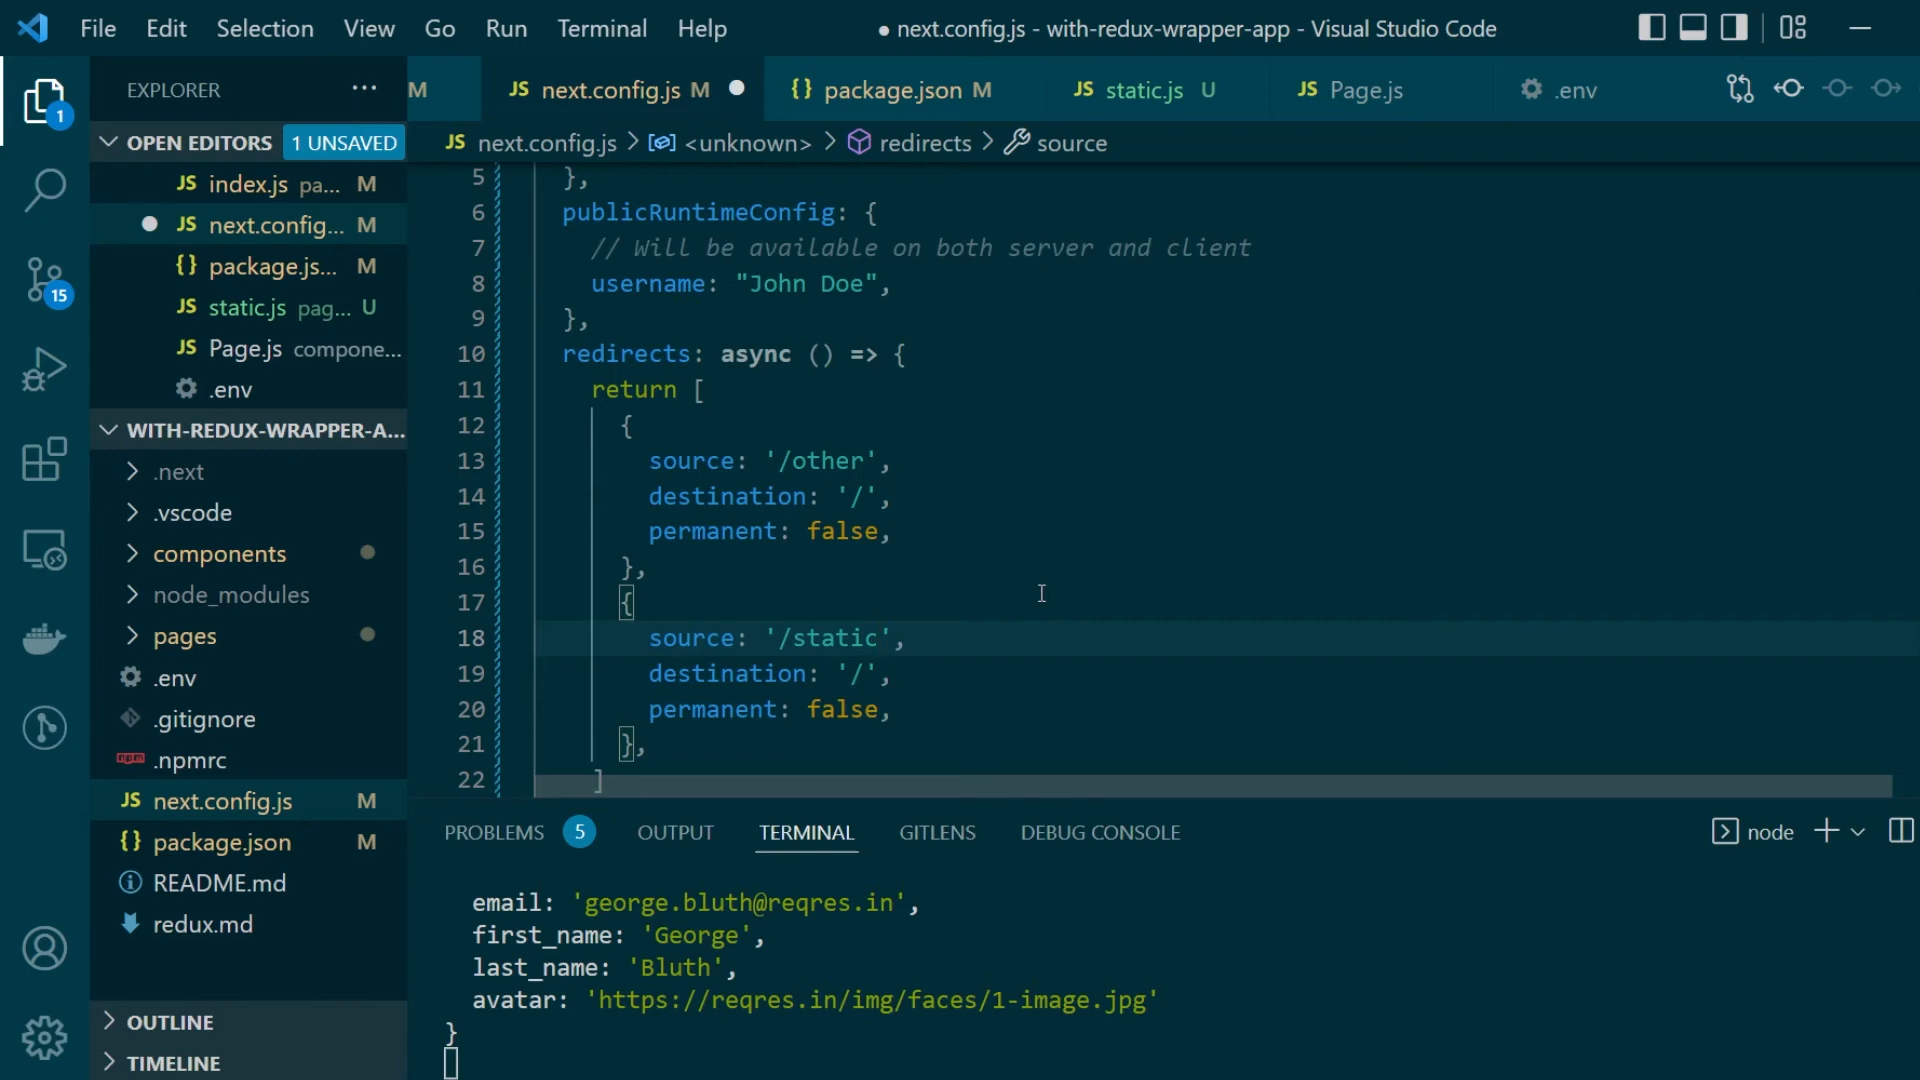 File Edit Selection View Go Run Terminal Help
● next.config.js - with-redux-wrapper-app - Visual Studio Code
EXPLORER ···
M
JS next.config.js M ●
{} package.json M
JS static.js U
JS Page.js
.env
OPEN EDITORS 1 UNSAVED
JS next.config.js > <unknown> > redirects > source
JS index.js pa... M
● JS next.config... M
{} package.js... M
JS static.js pag... U
JS Page.js compone...
.env
WITH-REDUX-WRAPPER-A...
.next
.vscode
components
node_modules
pages
.env
.gitignore
npm .npmrc
JS next.config.js M
{} package.json M
README.md
redux.md
OUTLINE
TIMELINE
1
15
5 },
6 publicRuntimeConfig: {
7 // Will be available on both server and client
8 username: "John Doe",
9 },
10 redirects: async () => {
11 return [
12 {
13 source: '/other',
14 destination: '/',
15 permanent: false,
16 },
17 {
18 source: '/static',
19 destination: '/',
20 permanent: false,
21 },
22 ]
PROBLEMS 5 OUTPUT TERMINAL GITLENS DEBUG CONSOLE
node
email: 'george.bluth@reqres.in',
first_name: 'George',
last_name: 'Bluth',
avatar: 'https://reqres.in/img/faces/1-image.jpg'
}